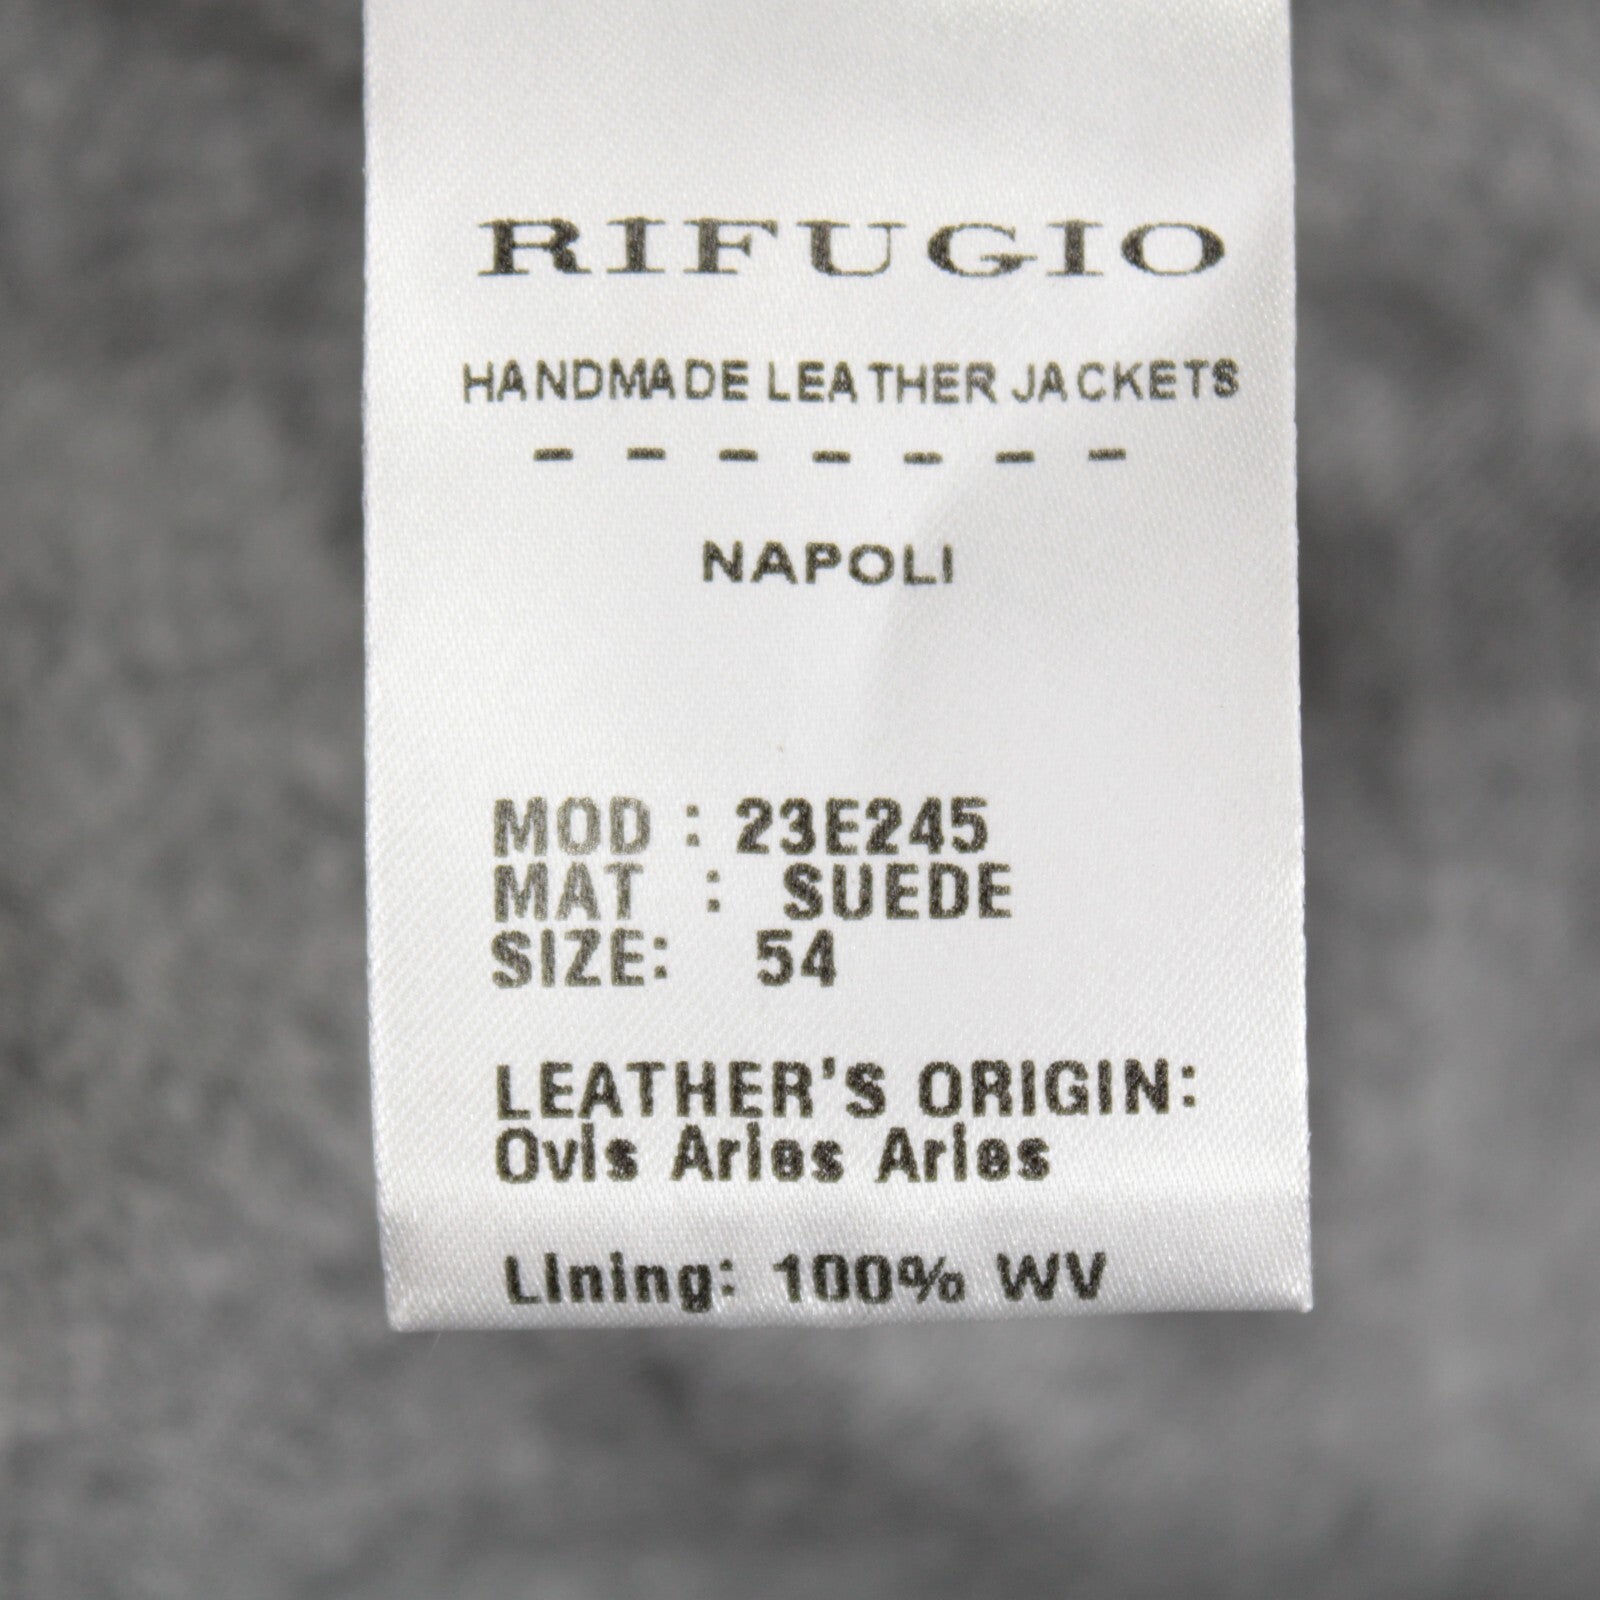 RIFUGIO
HANDMADE LEATHER JACKETS
- - - - - - -
NAPOLI
MOD : 23E245
MAT : SUEDE
SIZE: 54
LEATHER'S ORIGIN:
Ovis Aries Aries
Lining: 100% WV